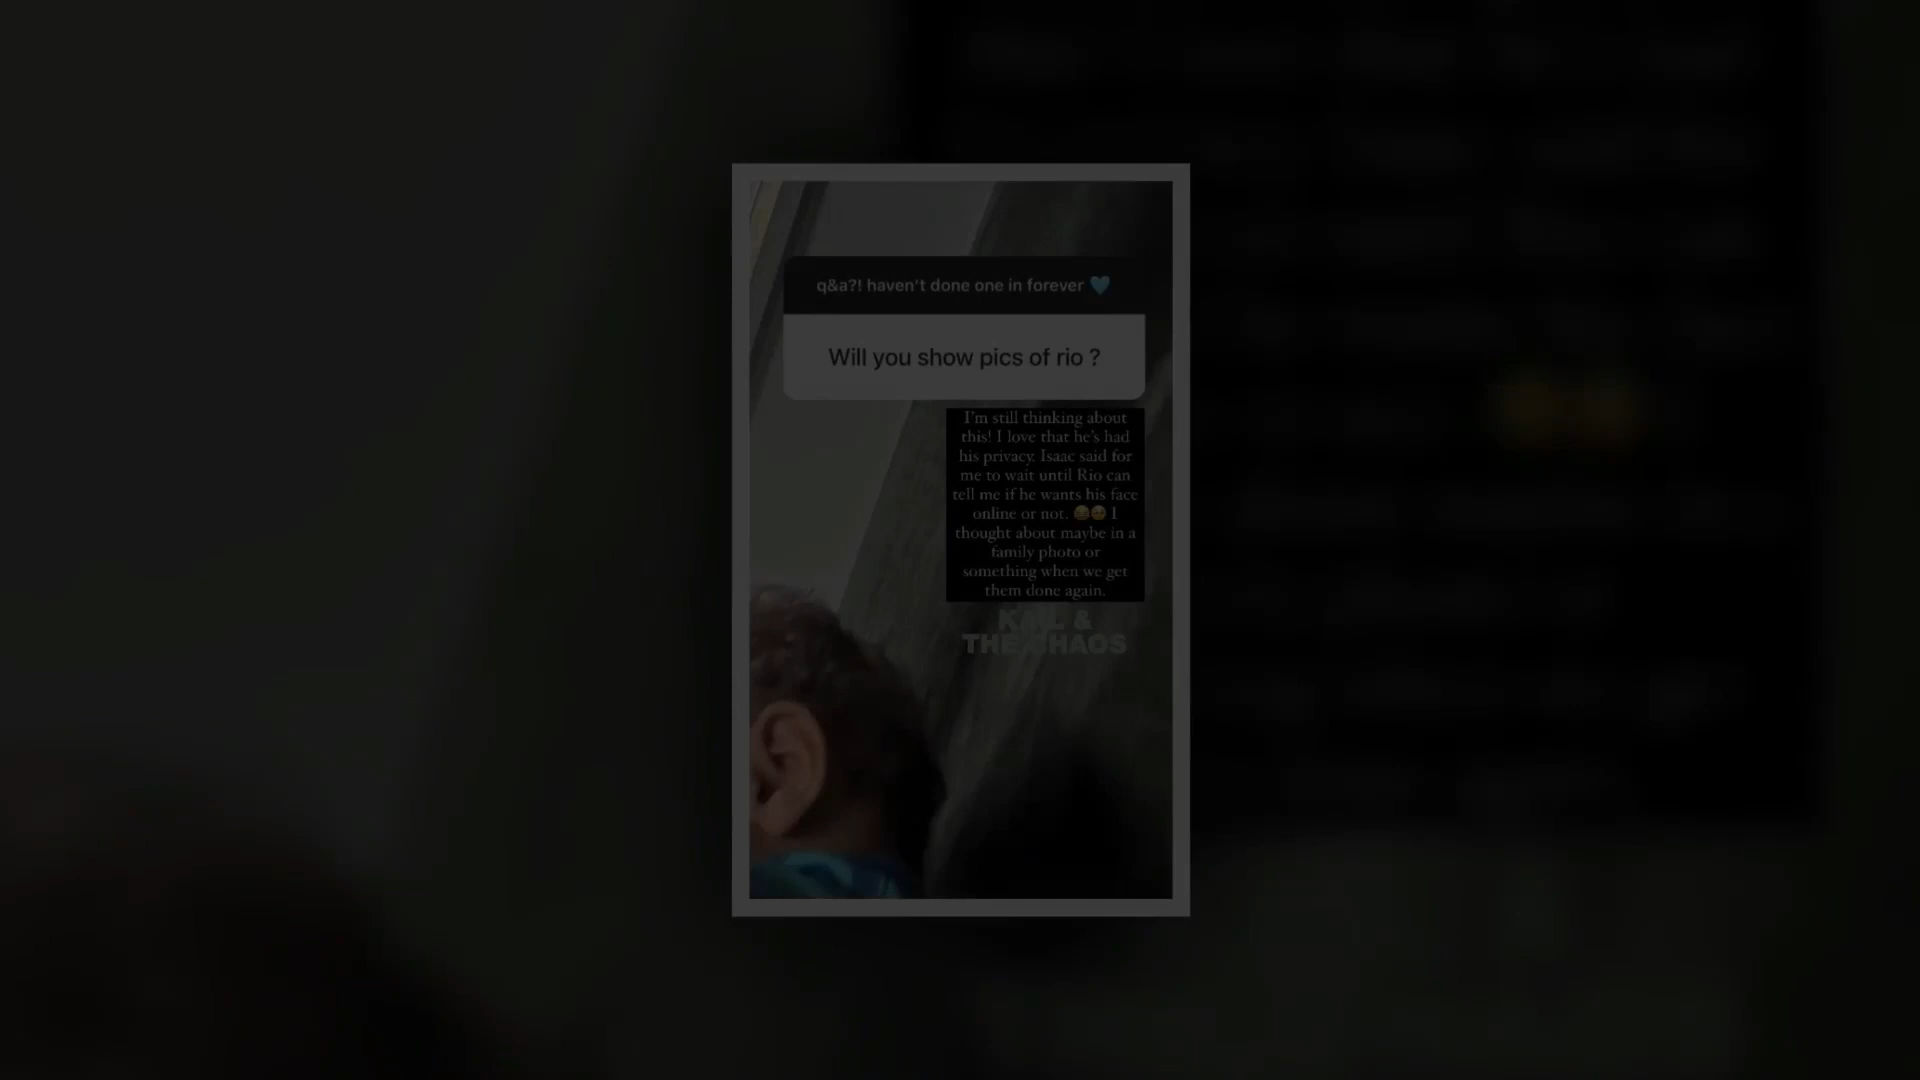 q&a?! haven't done one in forever 🩵
Will you show pics of rio ?
I'm still thinking about
this! I love that he's had
his privacy. Isaac said for
me to wait until Rio can
tell me if he wants his face
online or not. 😂🥹 I
thought about maybe in a
family photo or
something when we get
them done again.
KAIL &
THE CHAOS